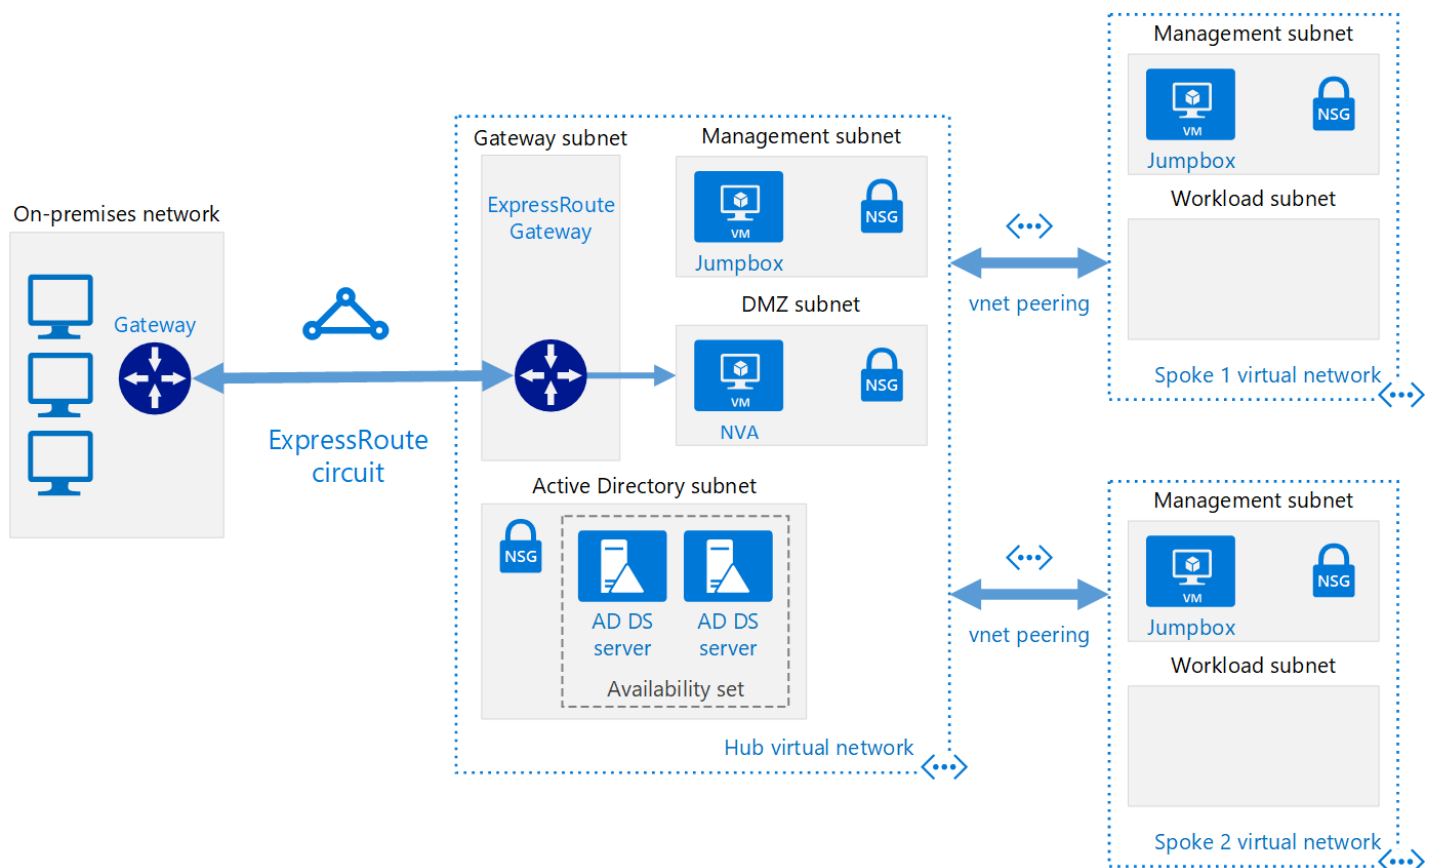 On-premises network
Gateway
ExpressRoute
circuit
Gateway subnet
ExpressRoute
Gateway
Management subnet
VM
NSG
Jumpbox
DMZ subnet
VM
NSG
NVA
Active Directory subnet
NSG
AD DS
server
AD DS
server
Availability set
Hub virtual network
vnet peering
vnet peering
Management subnet
VM
NSG
Jumpbox
Workload subnet
Spoke 1 virtual network
Management subnet
VM
NSG
Jumpbox
Workload subnet
Spoke 2 virtual network